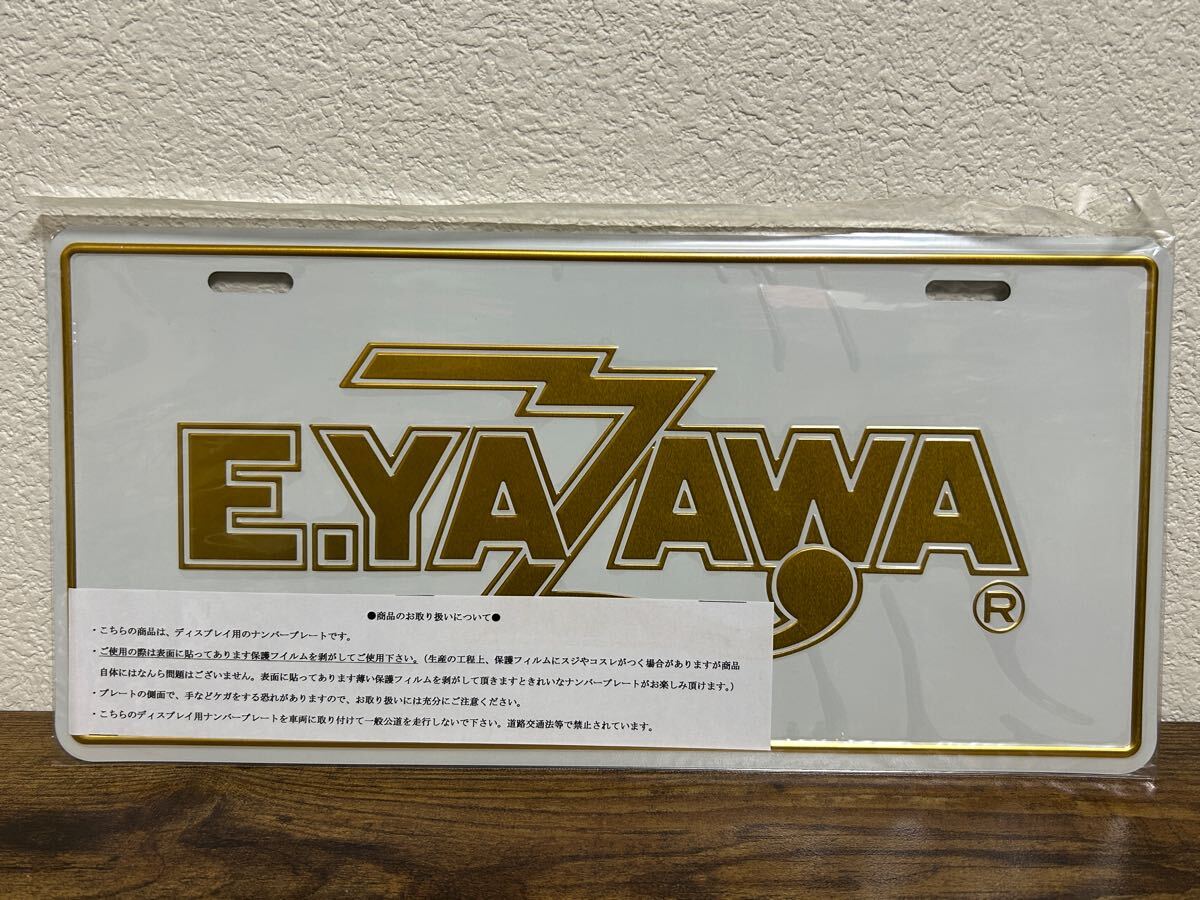 E.YAZAWA
®
●商品のお取り扱いについて●
・こちらの商品は、ディスプレイ用のナンバープレートです。
・ご使用の際は表面に貼ってあります保護フイルムを剥がしてご使用下さい。（生産の工程上、保護フィルムにスジやコスレがつく場合がありますが商品
自体にはなんら問題はございません。表面に貼ってあります薄い保護フィルムを剥がして頂きますときれいなナンバープレートがお楽しみ頂けます。）
・プレートの側面で、手などケガをする恐れがありますので、お取り扱いには充分にご注意ください。
・こちらのディスプレイ用ナンバープレートを車両に取り付けて一般公道を走行しないで下さい。道路交通法等で禁止されています。